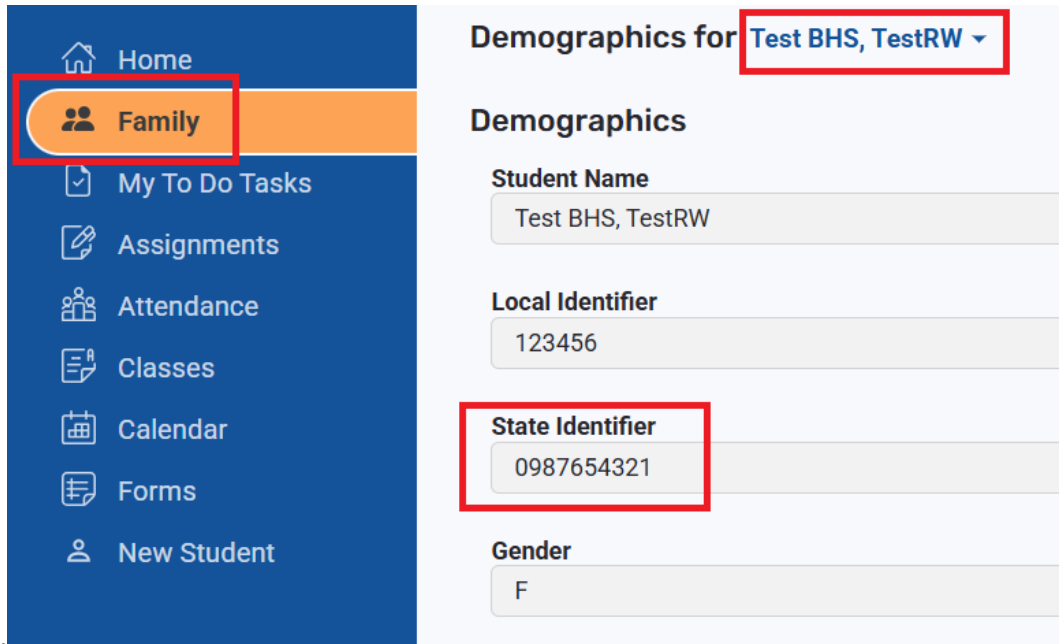 Home
Family
My To Do Tasks
Assignments
Attendance
Classes
Calendar
Forms
New Student
Demographics for Test BHS, TestRW
Demographics
Student Name
Test BHS, TestRW
Local Identifier
123456
State Identifier
0987654321
Gender
F